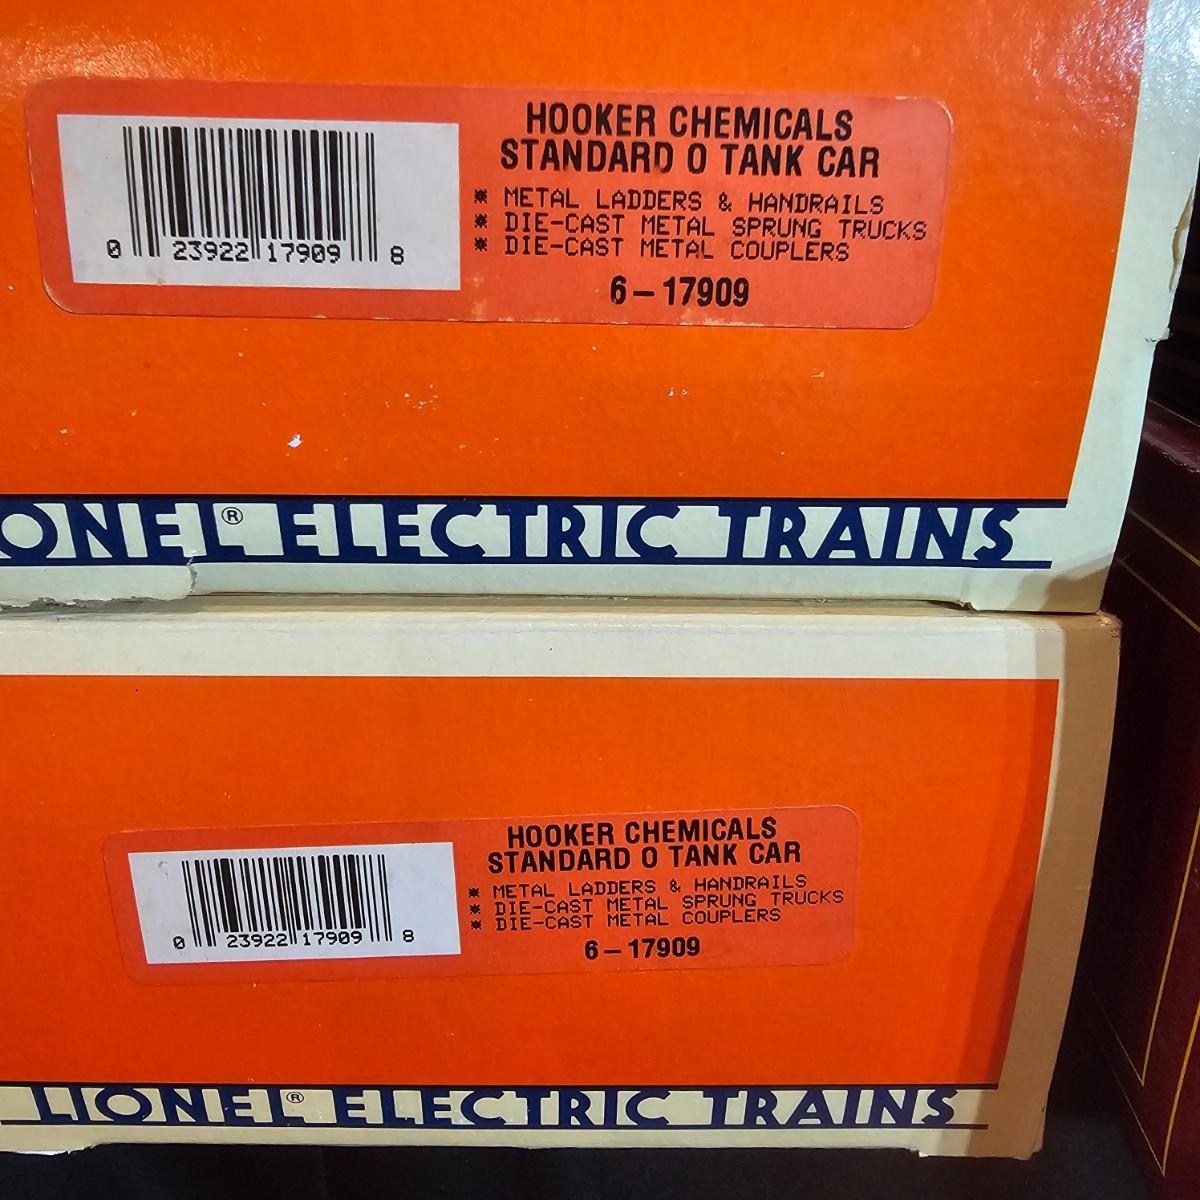 HOOKER CHEMICALS
STANDARD O TANK CAR
※ METAL LADDERS & HANDRAILS
※ DIE-CAST METAL SPRUNG TRUCKS
※ DIE-CAST METAL COUPLERS
6-17909
0 23922 17909 8
ONEL® ELECTRIC TRAINS
HOOKER CHEMICALS
STANDARD O TANK CAR
※ METAL LADDERS & HANDRAILS
※ DIE-CAST METAL SPRUNG TRUCKS
※ DIE-CAST METAL COUPLERS
6-17909
0 23922 17909 8
LIONEL® ELECTRIC TRAINS